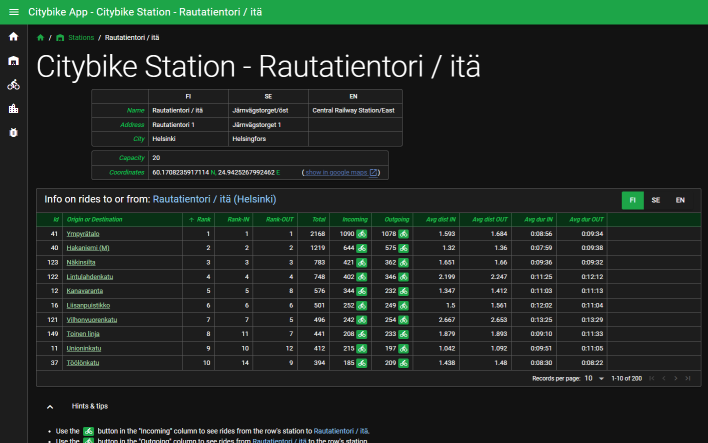 Citybike App - Citybike Station - Rautatientori / itä
/ Stations / Rautatientori / itä
Citybike Station - Rautatientori / itä
FI SE EN
Name Rautatientori / itä Järnvägstorget/öst Central Railway Station/East
Address Rautatientori 1 Järnvägstorget 1
City Helsinki Helsingfors
Capacity 20
Coordinates 60.1708235917114 N, 24.9425267992462 E ( show in google maps )
Info on rides to or from: Rautatientori / itä (Helsinki) FI SE EN
Id Origin or Destination Rank Rank-IN Rank-OUT Total Incoming Outgoing Avg dist IN Avg dist OUT Avg dur IN Avg dur OUT
41 Ympyrätalo 1 1 1 2168 1090 1078 1.593 1.684 0:08:56 0:09:34
40 Hakaniemi (M) 2 2 2 1219 644 575 1.32 1.36 0:07:59 0:09:38
123 Näkinsilta 3 3 3 783 421 362 1.651 1.66 0:09:36 0:09:32
122 Lintulahdenkatu 4 4 4 748 402 346 2.199 2.247 0:11:25 0:12:12
12 Kanavaranta 5 5 8 576 344 232 1.347 1.412 0:11:03 0:11:13
16 Liisanpuistikko 6 6 6 501 252 249 1.5 1.561 0:12:02 0:11:04
121 Vilhonvuorenkatu 7 7 5 496 242 254 2.667 2.653 0:13:25 0:13:29
149 Toinen linja 8 11 7 441 208 233 1.879 1.893 0:09:10 0:11:33
11 Unioninkatu 9 10 12 412 215 197 1.042 1.092 0:09:51 0:11:05
37 Töölönkatu 10 14 9 394 185 209 1.438 1.48 0:08:30 0:08:22
Records per page: 10 1-10 of 200
Hints & tips
Use the button in the "Incoming" column to see rides from the row's station to Rautatientori / itä.
Use the button in the "Outgoing" column to see rides from Rautatientori / itä to the row's station.